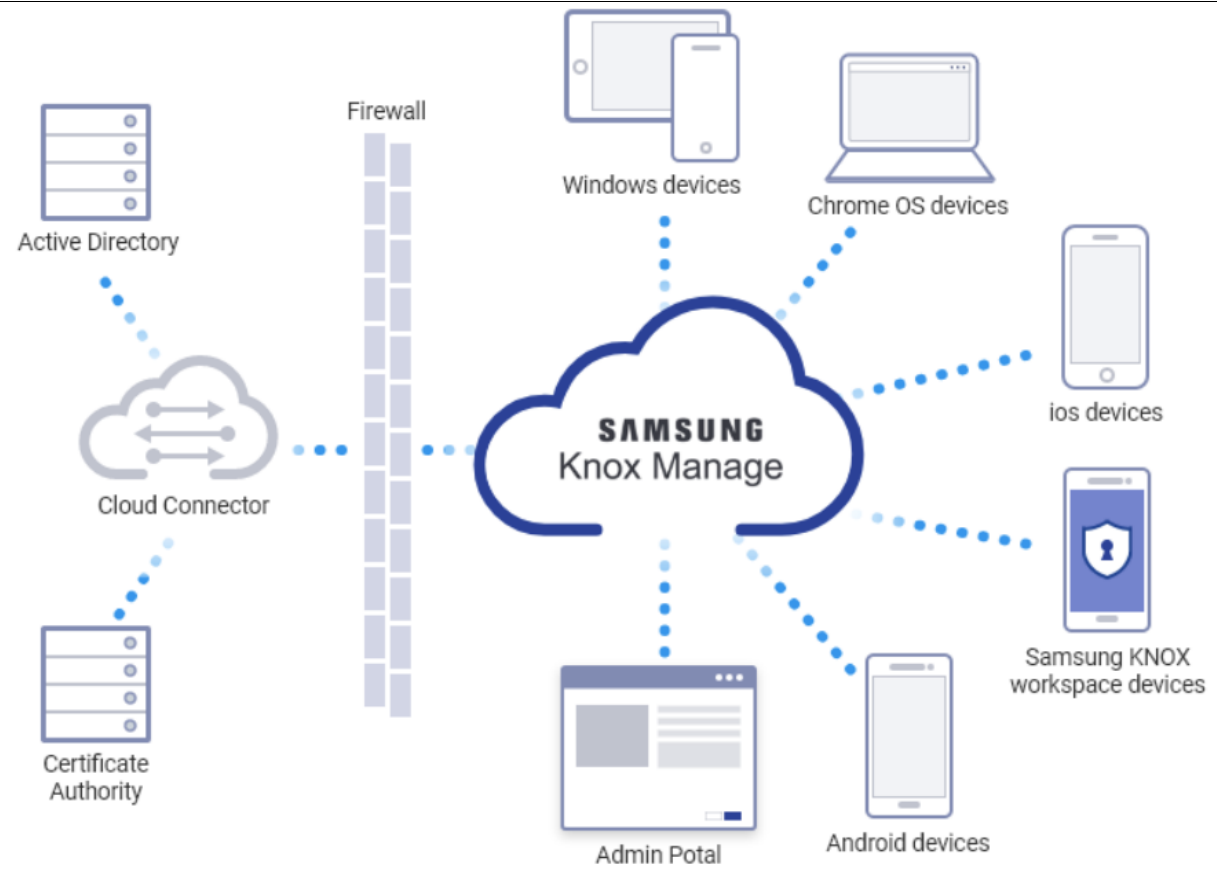 Firewall
Windows devices
Chrome OS devices
Active Directory
ios devices
SAMSUNG
Knox Manage
Cloud Connector
Samsung KNOX
workspace devices
Certificate
Authority
Android devices
Admin Potal